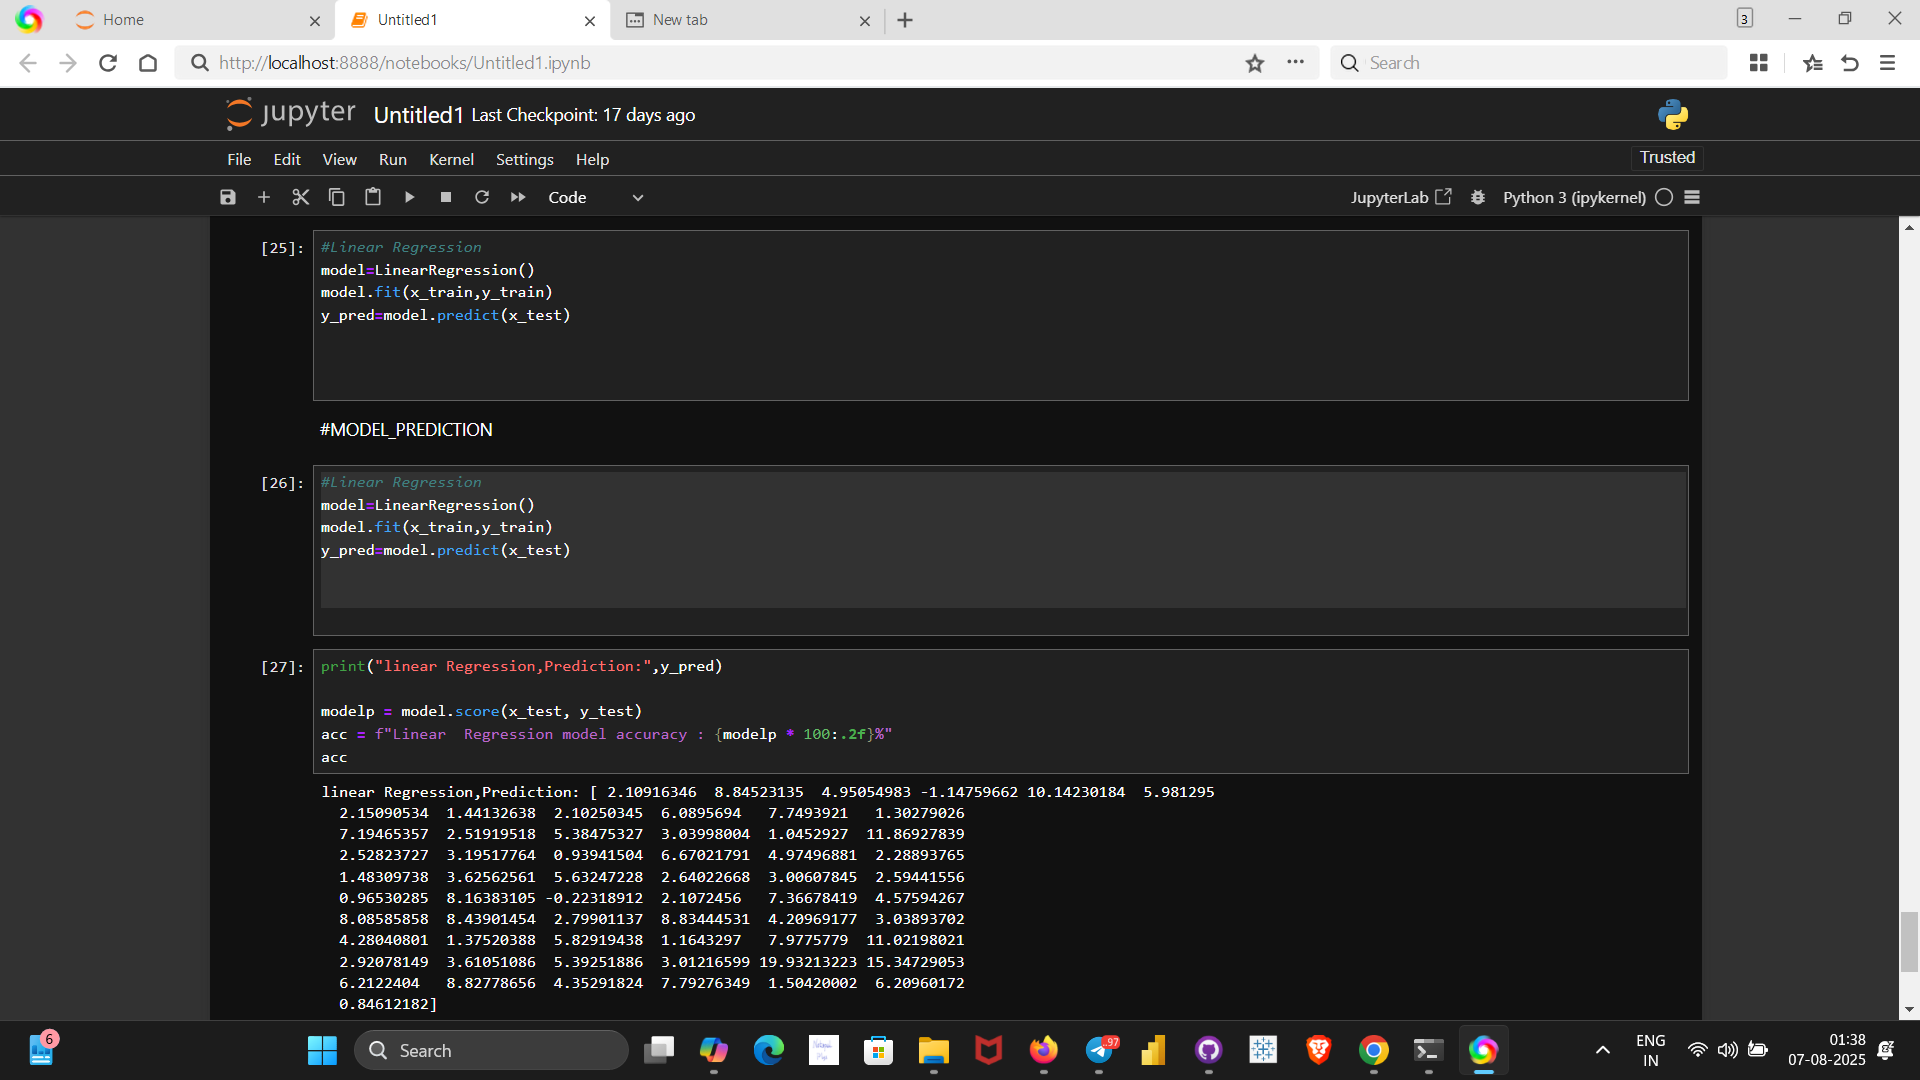 Home
Untitled1
New tab
3
http://localhost:8888/notebooks/Untitled1.ipynb
Search
jupyter Untitled1 Last Checkpoint: 17 days ago
File Edit View Run Kernel Settings Help
Trusted
Code
JupyterLab
Python 3 (ipykernel)
[25]:
#Linear Regression
model=LinearRegression()
model.fit(x_train,y_train)
y_pred=model.predict(x_test)
#MODEL_PREDICTION
[26]:
#Linear Regression
model=LinearRegression()
model.fit(x_train,y_train)
y_pred=model.predict(x_test)
[27]:
print("linear Regression,Prediction:",y_pred)
modelp = model.score(x_test, y_test)
acc = f"Linear  Regression model accuracy : {modelp * 100:.2f}%"
acc
linear Regression,Prediction: [ 2.10916346  8.84523135  4.95054983 -1.14759662 10.14230184  5.981295
2.15090534  1.44132638  2.10250345  6.0895694   7.7493921   1.30279026
7.19465357  2.51919518  5.38475327  3.03998004  1.0452927  11.86927839
2.52823727  3.19517764  0.93941504  6.67021791  4.97496881  2.28893765
1.48309738  3.62562561  5.63247228  2.64022668  3.00607845  2.59441556
0.96530285  8.16383105 -0.22318912  2.1072456   7.36678419  4.57594267
8.08585858  8.43901454  2.79901137  8.83444531  4.20969177  3.03893702
4.28040801  1.37520388  5.82919438  1.1643297   7.9775779  11.02198021
2.92078149  3.61051086  5.39251886  3.01216599 19.93213223 15.34729053
6.2122404   8.82778656  4.35291824  7.79276349  1.50420002  6.20960172
0.84612182]
6
Search
97
ENG
IN
01:38
07-08-2025